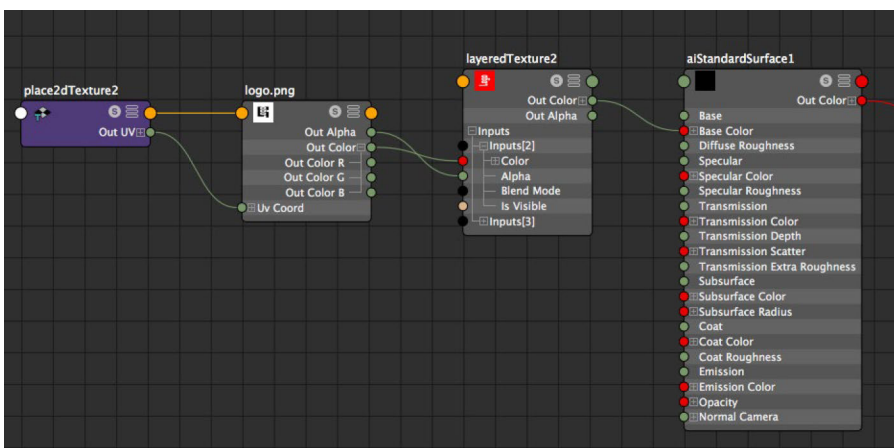 place2dTexture2
Out UV
logo.png
Out Alpha
Out Color
Out Color R
Out Color G
Out Color B
Uv Coord
layeredTexture2
Out Color
Out Alpha
Inputs
Inputs[2]
Color
Alpha
Blend Mode
Is Visible
Inputs[3]
aiStandardSurface1
Out Color
Base
Base Color
Diffuse Roughness
Specular
Specular Color
Specular Roughness
Transmission
Transmission Color
Transmission Depth
Transmission Scatter
Transmission Extra Roughness
Subsurface
Subsurface Color
Subsurface Radius
Coat
Coat Color
Coat Roughness
Emission
Emission Color
Opacity
Normal Camera